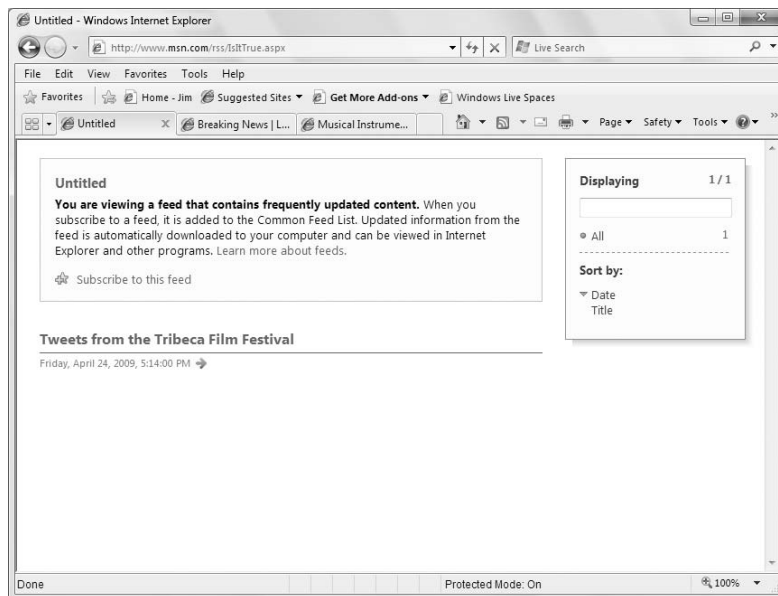 Untitled - Windows Internet Explorer
http://www.msn.com/rss/IsItTrue.aspx
Live Search
File Edit View Favorites Tools Help
Favorites Home - Jim Suggested Sites Get More Add-ons Windows Live Spaces
Untitled X Breaking News | L... Musical Instrume... Page Safety Tools
Untitled
You are viewing a feed that contains frequently updated content. When you
subscribe to a feed, it is added to the Common Feed List. Updated information from the
feed is automatically downloaded to your computer and can be viewed in Internet
Explorer and other programs. Learn more about feeds.
Subscribe to this feed
Displaying 1 / 1
All 1
Sort by:
Date
Title
Tweets from the Tribeca Film Festival
Friday, April 24, 2009, 5:14:00 PM
Done Protected Mode: On 100%